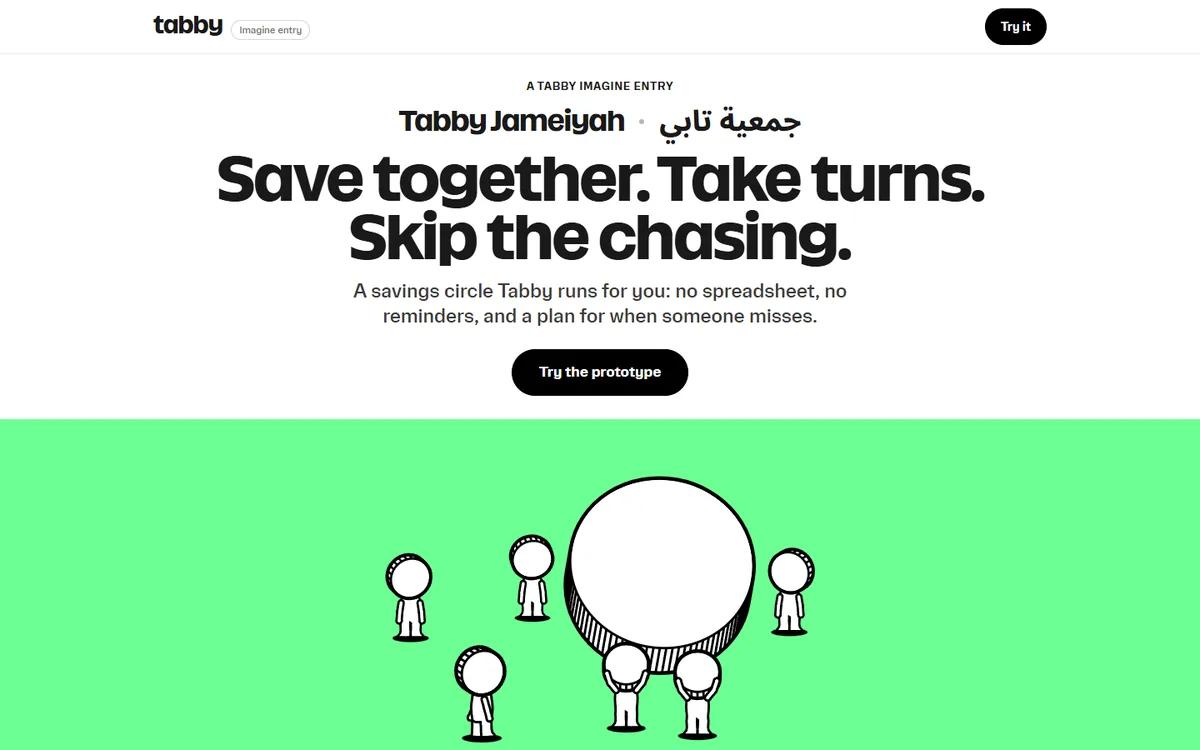 tabby
Imagine entry
Try it
A TABBY IMAGINE ENTRY
Tabby Jameiyah • جمعية تابي
Save together. Take turns.
Skip the chasing.
A savings circle Tabby runs for you: no spreadsheet, no
reminders, and a plan for when someone misses.
Try the prototype